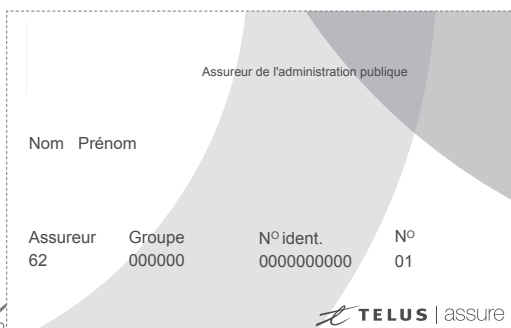 Assureur de l'administration publique
Nom Prénom
Assureur Groupe Nº ident. Nº
62 000000 0000000000 01
TELUS | assure